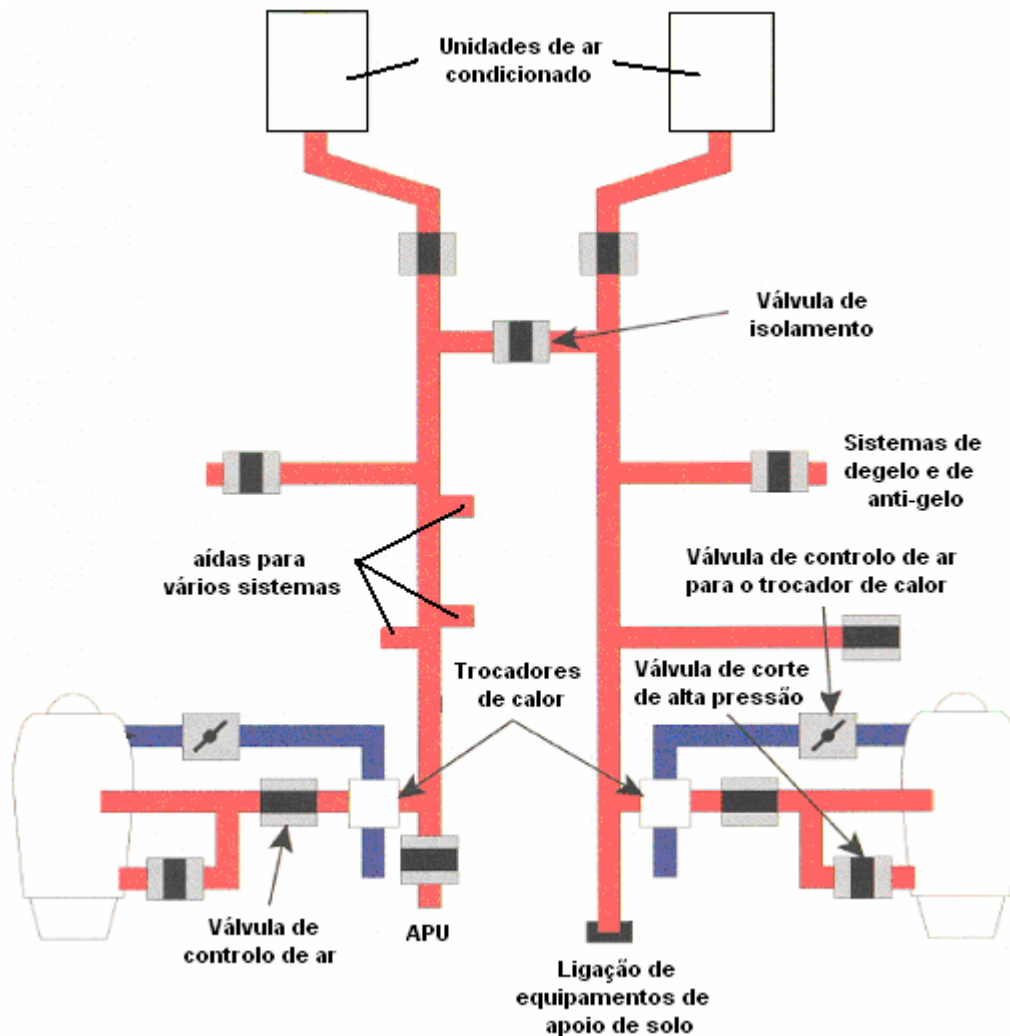 Unidades de ar
condicionado
Válvula de
isolamento
Sistemas de
degelo e de
anti-gelo
aídas para
vários sistemas
Válvula de controlo de ar
para o trocador de calor
Trocadores
de calor
Válvula de corte
de alta pressão
Válvula de
controlo de ar
APU
Ligação de
equipamentos de
apoio de solo